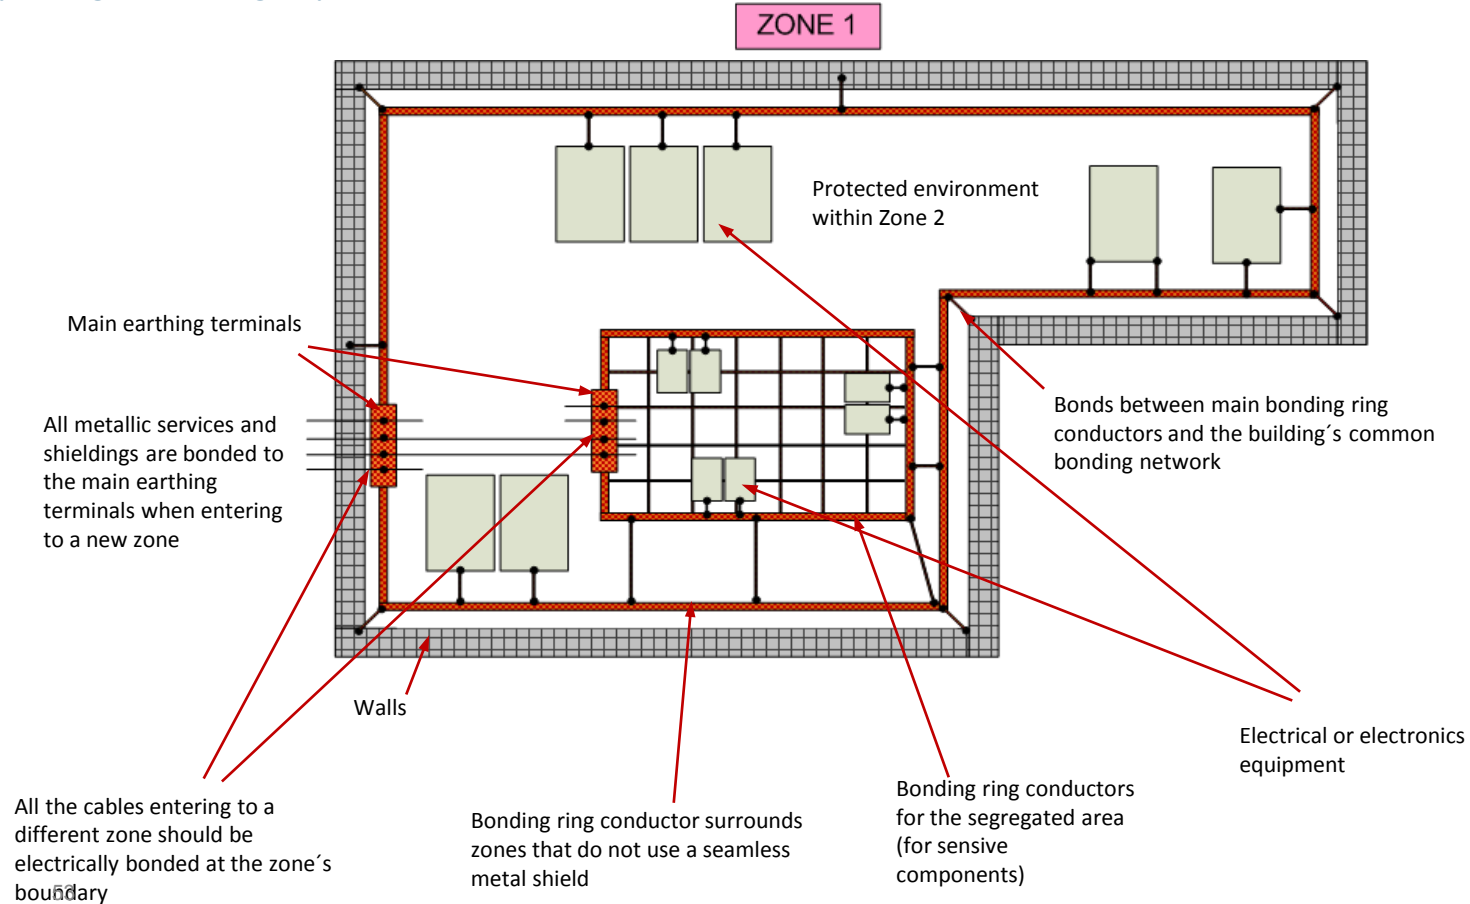 ZONE 1
Protected environment
within Zone 2
Main earthing terminals
All metallic services and
shieldings are bonded to
the main earthing
terminals when entering
to a new zone
Bonds between main bonding ring
conductors and the building´s common
bonding network
Walls
Electrical or electronics
equipment
All the cables entering to a
different zone should be
electrically bonded at the zone´s
boundary
53
Bonding ring conductor surrounds
zones that do not use a seamless
metal shield
Bonding ring conductors
for the segregated area
(for sensive
components)